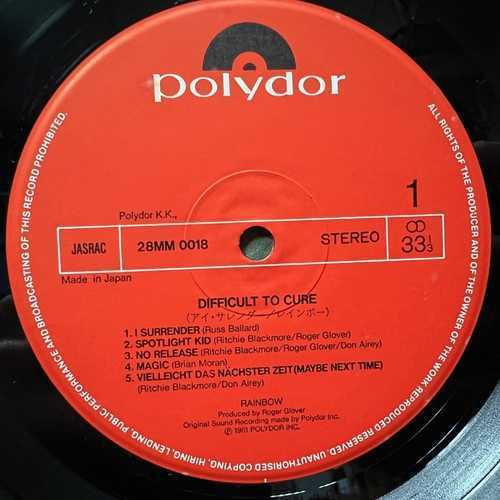 polydor
1
Polydor K.K.,
JASRAC
28MM 0018
STEREO
33 1/3
Made in Japan
DIFFICULT TO CURE
(アイ・サレンダー/レインボー)
1. I SURRENDER (Russ Ballard)
2. SPOTLIGHT KID (Ritchie Blackmore/Roger Glover)
3. NO RELEASE (Ritchie Blackmore/Roger Glover/Don Airey)
4. MAGIC (Brian Moran)
5. VIELLEICHT DAS NÄCHSTER ZEIT (MAYBE NEXT TIME)
(Ritchie Blackmore/Don Airey)
RAINBOW
Produced by Roger Glover
Original Sound Recording made by Polydor Inc.
Ⓟ 1981 POLYDOR INC.
ALL RIGHTS OF THE PRODUCER AND OF THE OWNER OF THE WORK REPRODUCED RESERVED. UNAUTHORISED COPYING, HIRING, LENDING, PUBLIC PERFORMANCE AND BROADCASTING OF THIS RECORD PROHIBITED.